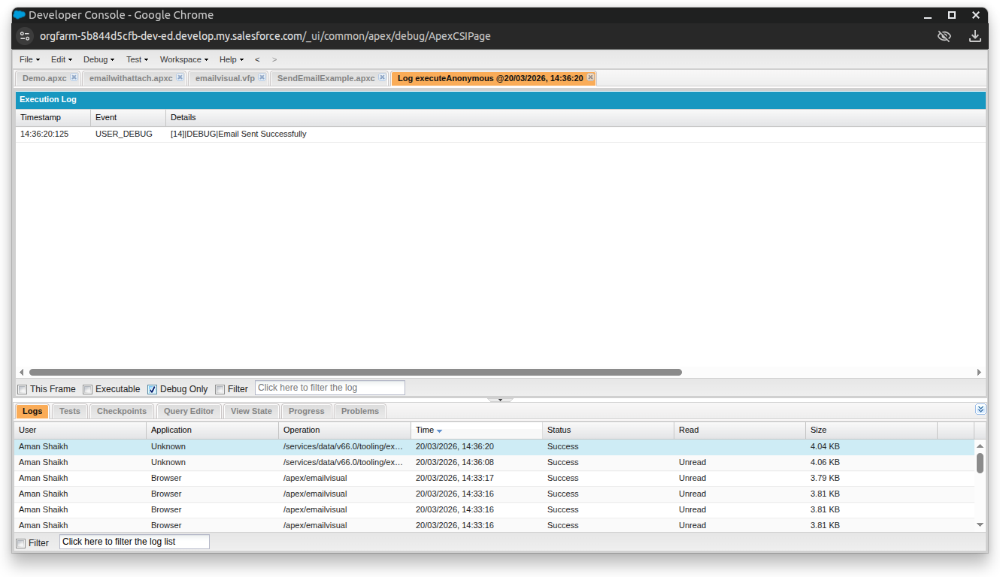 Developer Console - Google Chrome
orgfarm-5b844d5cfb-dev-ed.develop.my.salesforce.com/_ui/common/apex/debug/ApexCSIPage
File Edit Debug Test Workspace Help < >
Demo.apxc emailwithattach.apxc emailvisual.vfp SendEmailExample.apxc Log executeAnonymous @20/03/2026, 14:36:20
Execution Log
Timestamp Event Details
14:36:20:125 USER_DEBUG [14]|DEBUG|Email Sent Successfully
This Frame Executable Debug Only Filter Click here to filter the log
Logs Tests Checkpoints Query Editor View State Progress Problems
User Application Operation Time Status Read Size
Aman Shaikh Unknown /services/data/v66.0/tooling/ex... 20/03/2026, 14:36:20 Success 4.04 KB
Aman Shaikh Unknown /services/data/v66.0/tooling/ex... 20/03/2026, 14:36:08 Success Unread 4.06 KB
Aman Shaikh Browser /apex/emailvisual 20/03/2026, 14:33:17 Success Unread 3.79 KB
Aman Shaikh Browser /apex/emailvisual 20/03/2026, 14:33:16 Success Unread 3.81 KB
Aman Shaikh Browser /apex/emailvisual 20/03/2026, 14:33:16 Success Unread 3.81 KB
Aman Shaikh Browser /apex/emailvisual 20/03/2026, 14:33:16 Success Unread 3.81 KB
Filter Click here to filter the log list